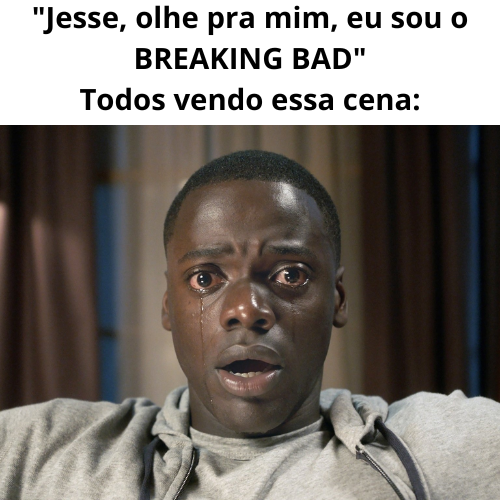 "Jesse, olhe pra mim, eu sou o
BREAKING BAD"
Todos vendo essa cena: